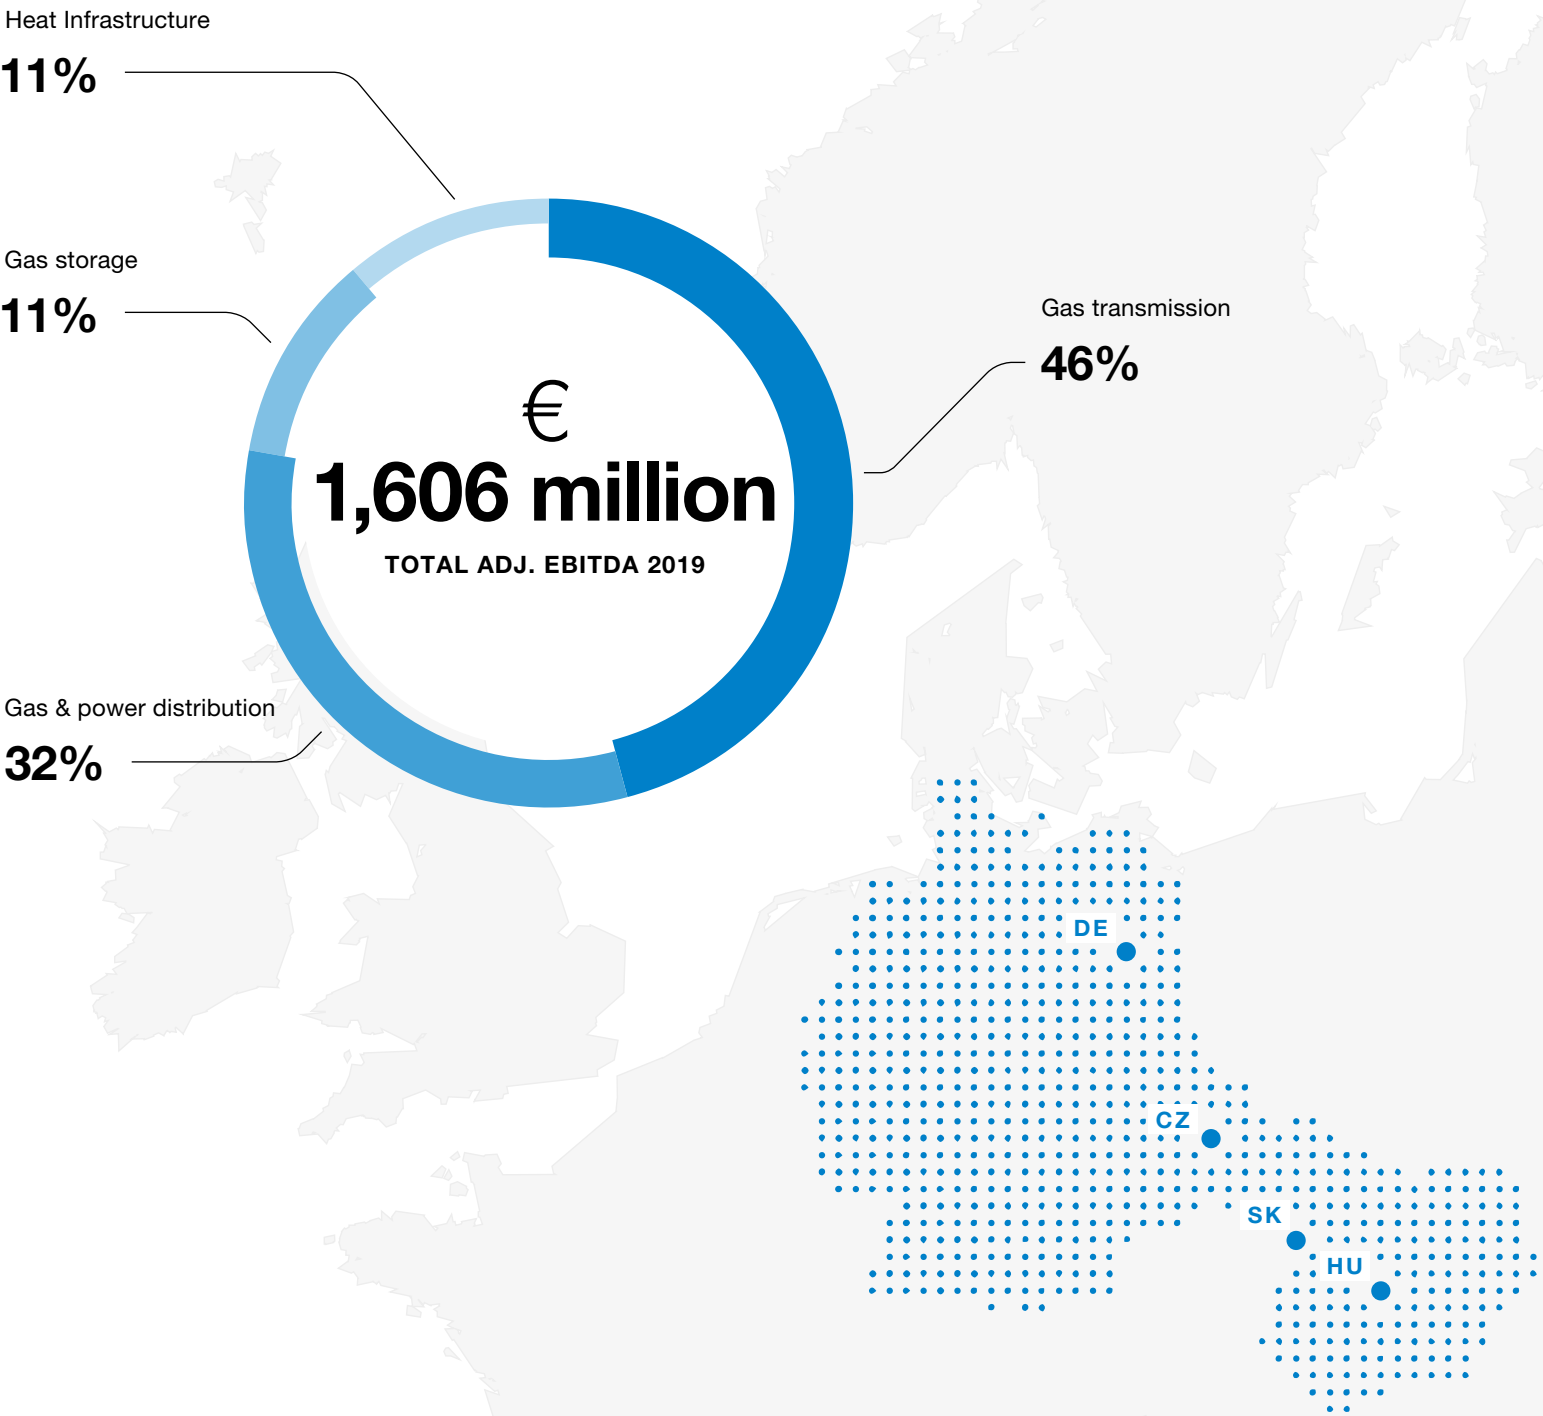 Heat Infrastructure
11%
Gas storage
11%
Gas transmission
46%
€
1,606 million
TOTAL ADJ. EBITDA 2019
Gas & power distribution
32%
DE
CZ
SK
HU